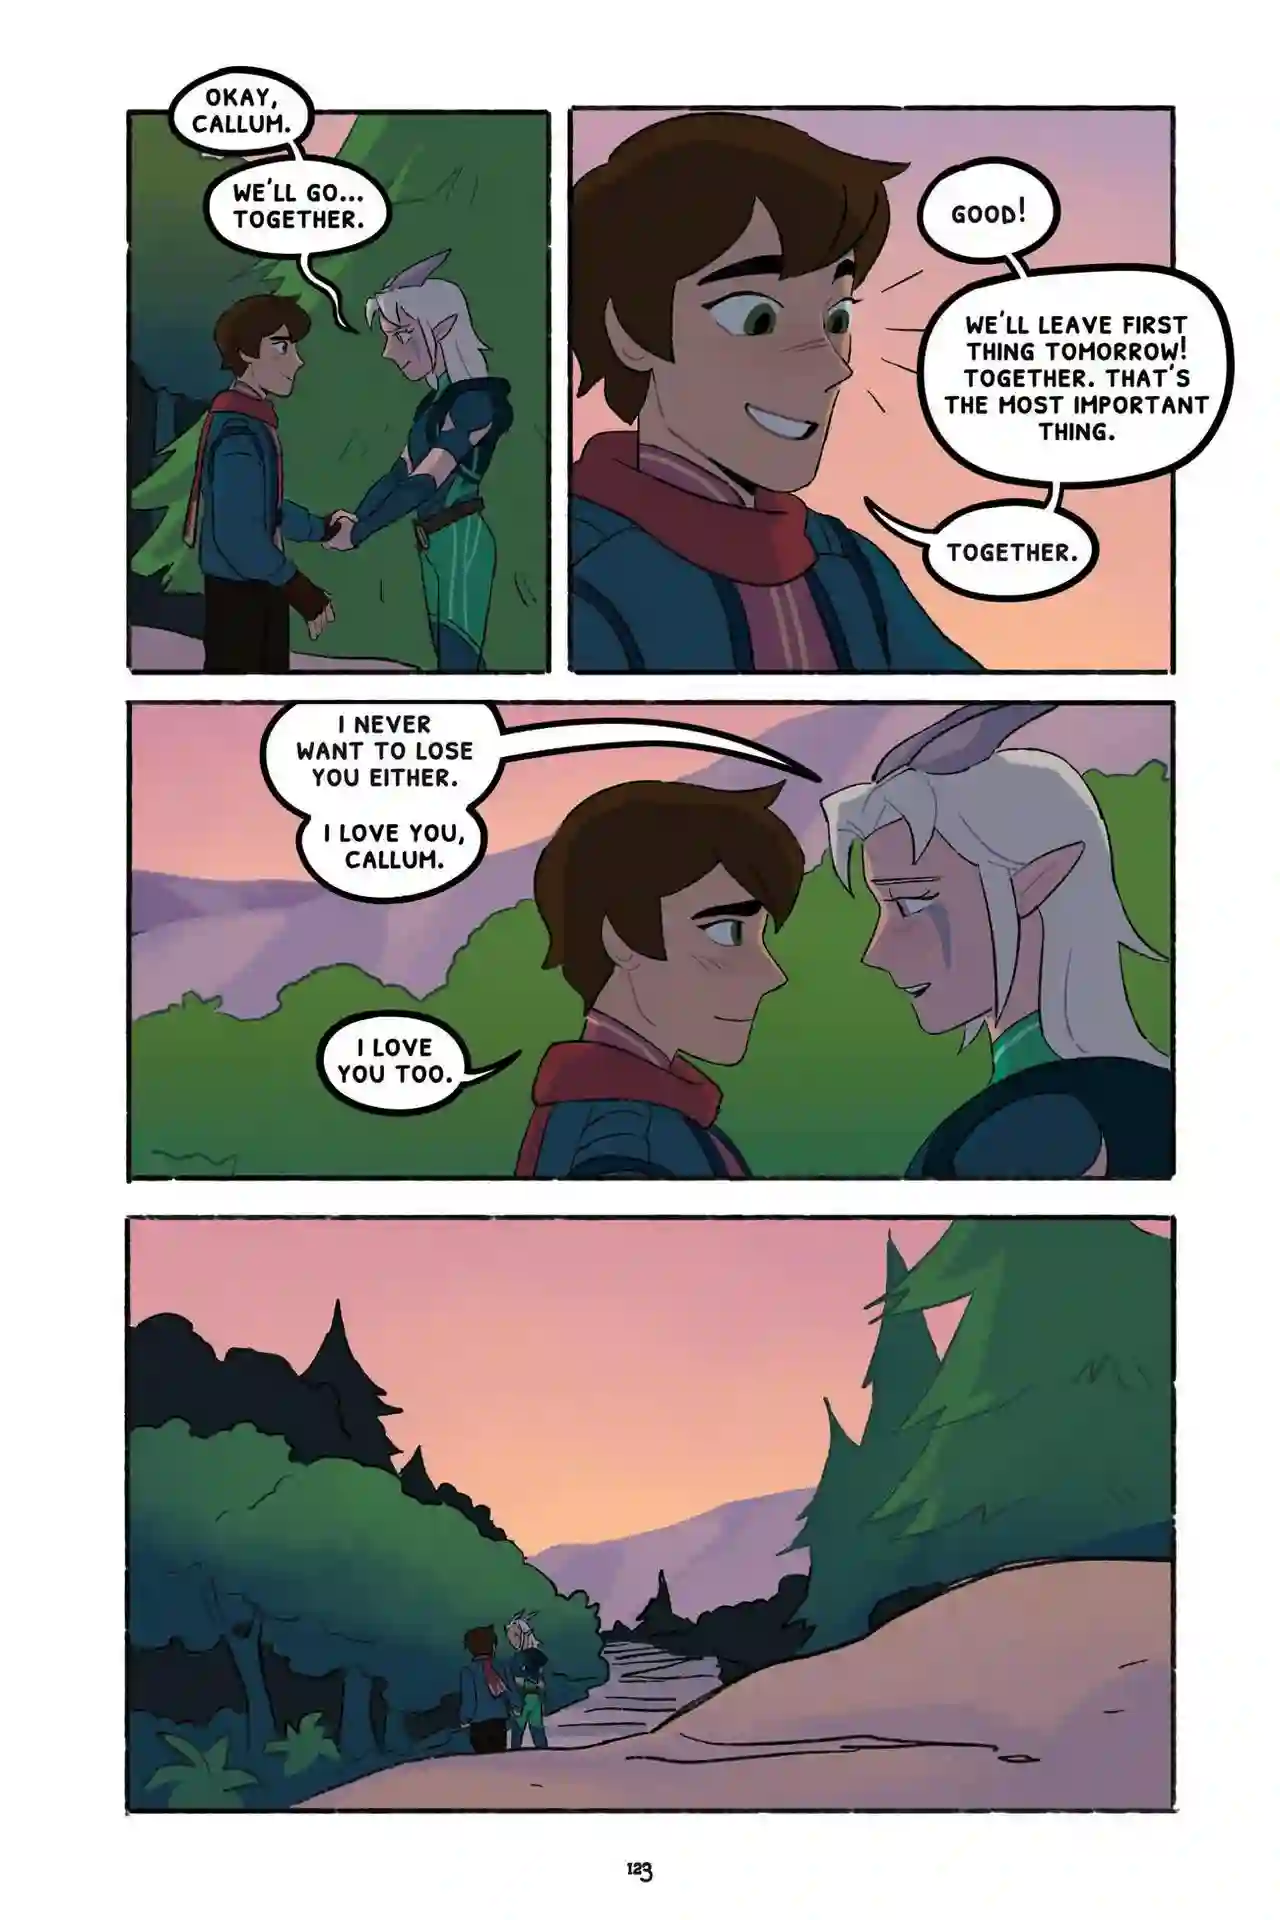 OKAY,
CALLUM.
WE'LL GO...
TOGETHER.
GOOD!
WE'LL LEAVE FIRST
THING TOMORROW!
TOGETHER. THAT'S
THE MOST IMPORTANT
THING.
TOGETHER.
I NEVER
WANT TO LOSE
YOU EITHER.
I LOVE YOU,
CALLUM.
I LOVE
YOU TOO.
123